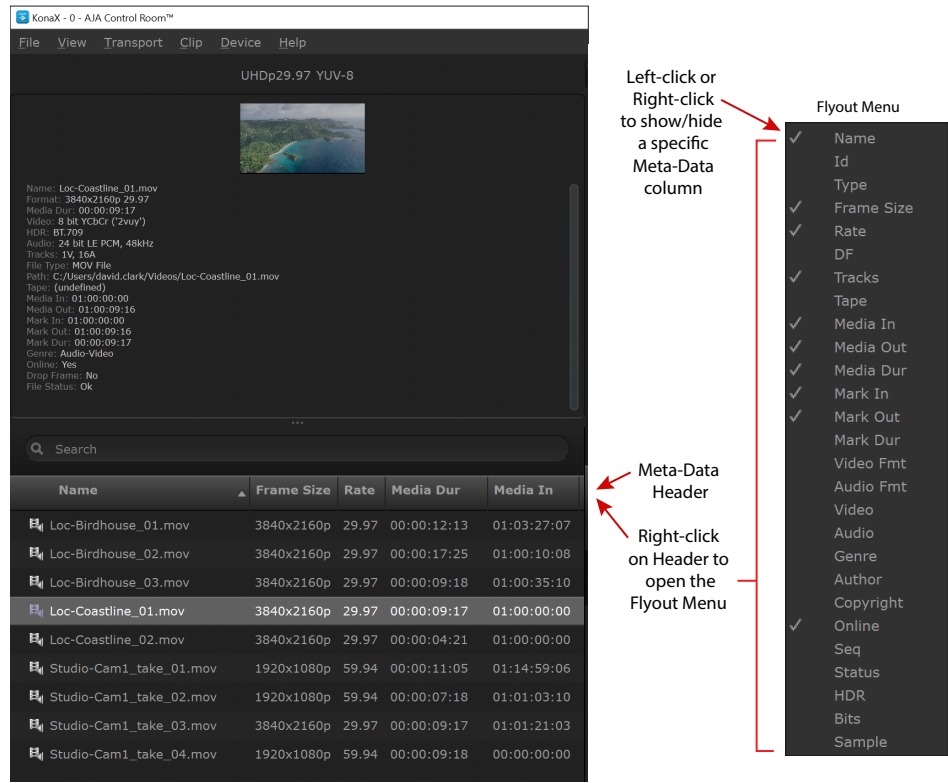 KonaX - 0 - AJA Control Room™
File View Transport Clip Device Help
UHDp29.97 YUV-8
Name: Loc-Coastline_01.mov
Format: 3840x2160p 29.97
Media Dur: 00:00:09:17
Video: 8 bit YCbCr ('2vuy')
HDR: BT.709
Audio: 24 bit LE PCM, 48kHz
Tracks: 1V, 16A
File Type: MOV File
Path: C:/Users/david.clark/Videos/Loc-Coastline_01.mov
Tape: (undefined)
Media In: 01:00:00:00
Media Out: 01:00:09:16
Mark In: 01:00:00:00
Mark Out: 01:00:09:16
Mark Dur: 00:00:09:17
Genre: Audio-Video
Online: Yes
Drop Frame: No
File Status: Ok
Search
Name Frame Size Rate Media Dur Media In
Loc-Birdhouse_01.mov 3840x2160p 29.97 00:00:12:13 01:03:27:07
Loc-Birdhouse_02.mov 3840x2160p 29.97 00:00:17:25 01:00:10:08
Loc-Birdhouse_03.mov 3840x2160p 29.97 00:00:09:18 01:00:35:10
Loc-Coastline_01.mov 3840x2160p 29.97 00:00:09:17 01:00:00:00
Loc-Coastline_02.mov 3840x2160p 29.97 00:00:04:21 01:00:00:00
Studio-Cam1_take_01.mov 1920x1080p 59.94 00:00:11:05 01:14:59:06
Studio-Cam1_take_02.mov 1920x1080p 59.94 00:00:07:18 01:01:03:10
Studio-Cam1_take_03.mov 3840x2160p 29.97 00:00:09:17 01:01:21:03
Studio-Cam1_take_04.mov 1920x1080p 59.94 00:00:09:18 00:00:00:00
Left-click or
Right-click
to show/hide
a specific
Meta-Data
column
Meta-Data
Header
Right-click
on Header to
open the
Flyout Menu
Flyout Menu
Name
Id
Type
Frame Size
Rate
DF
Tracks
Tape
Media In
Media Out
Media Dur
Mark In
Mark Out
Mark Dur
Video Fmt
Audio Fmt
Video
Audio
Genre
Author
Copyright
Online
Seq
Status
HDR
Bits
Sample